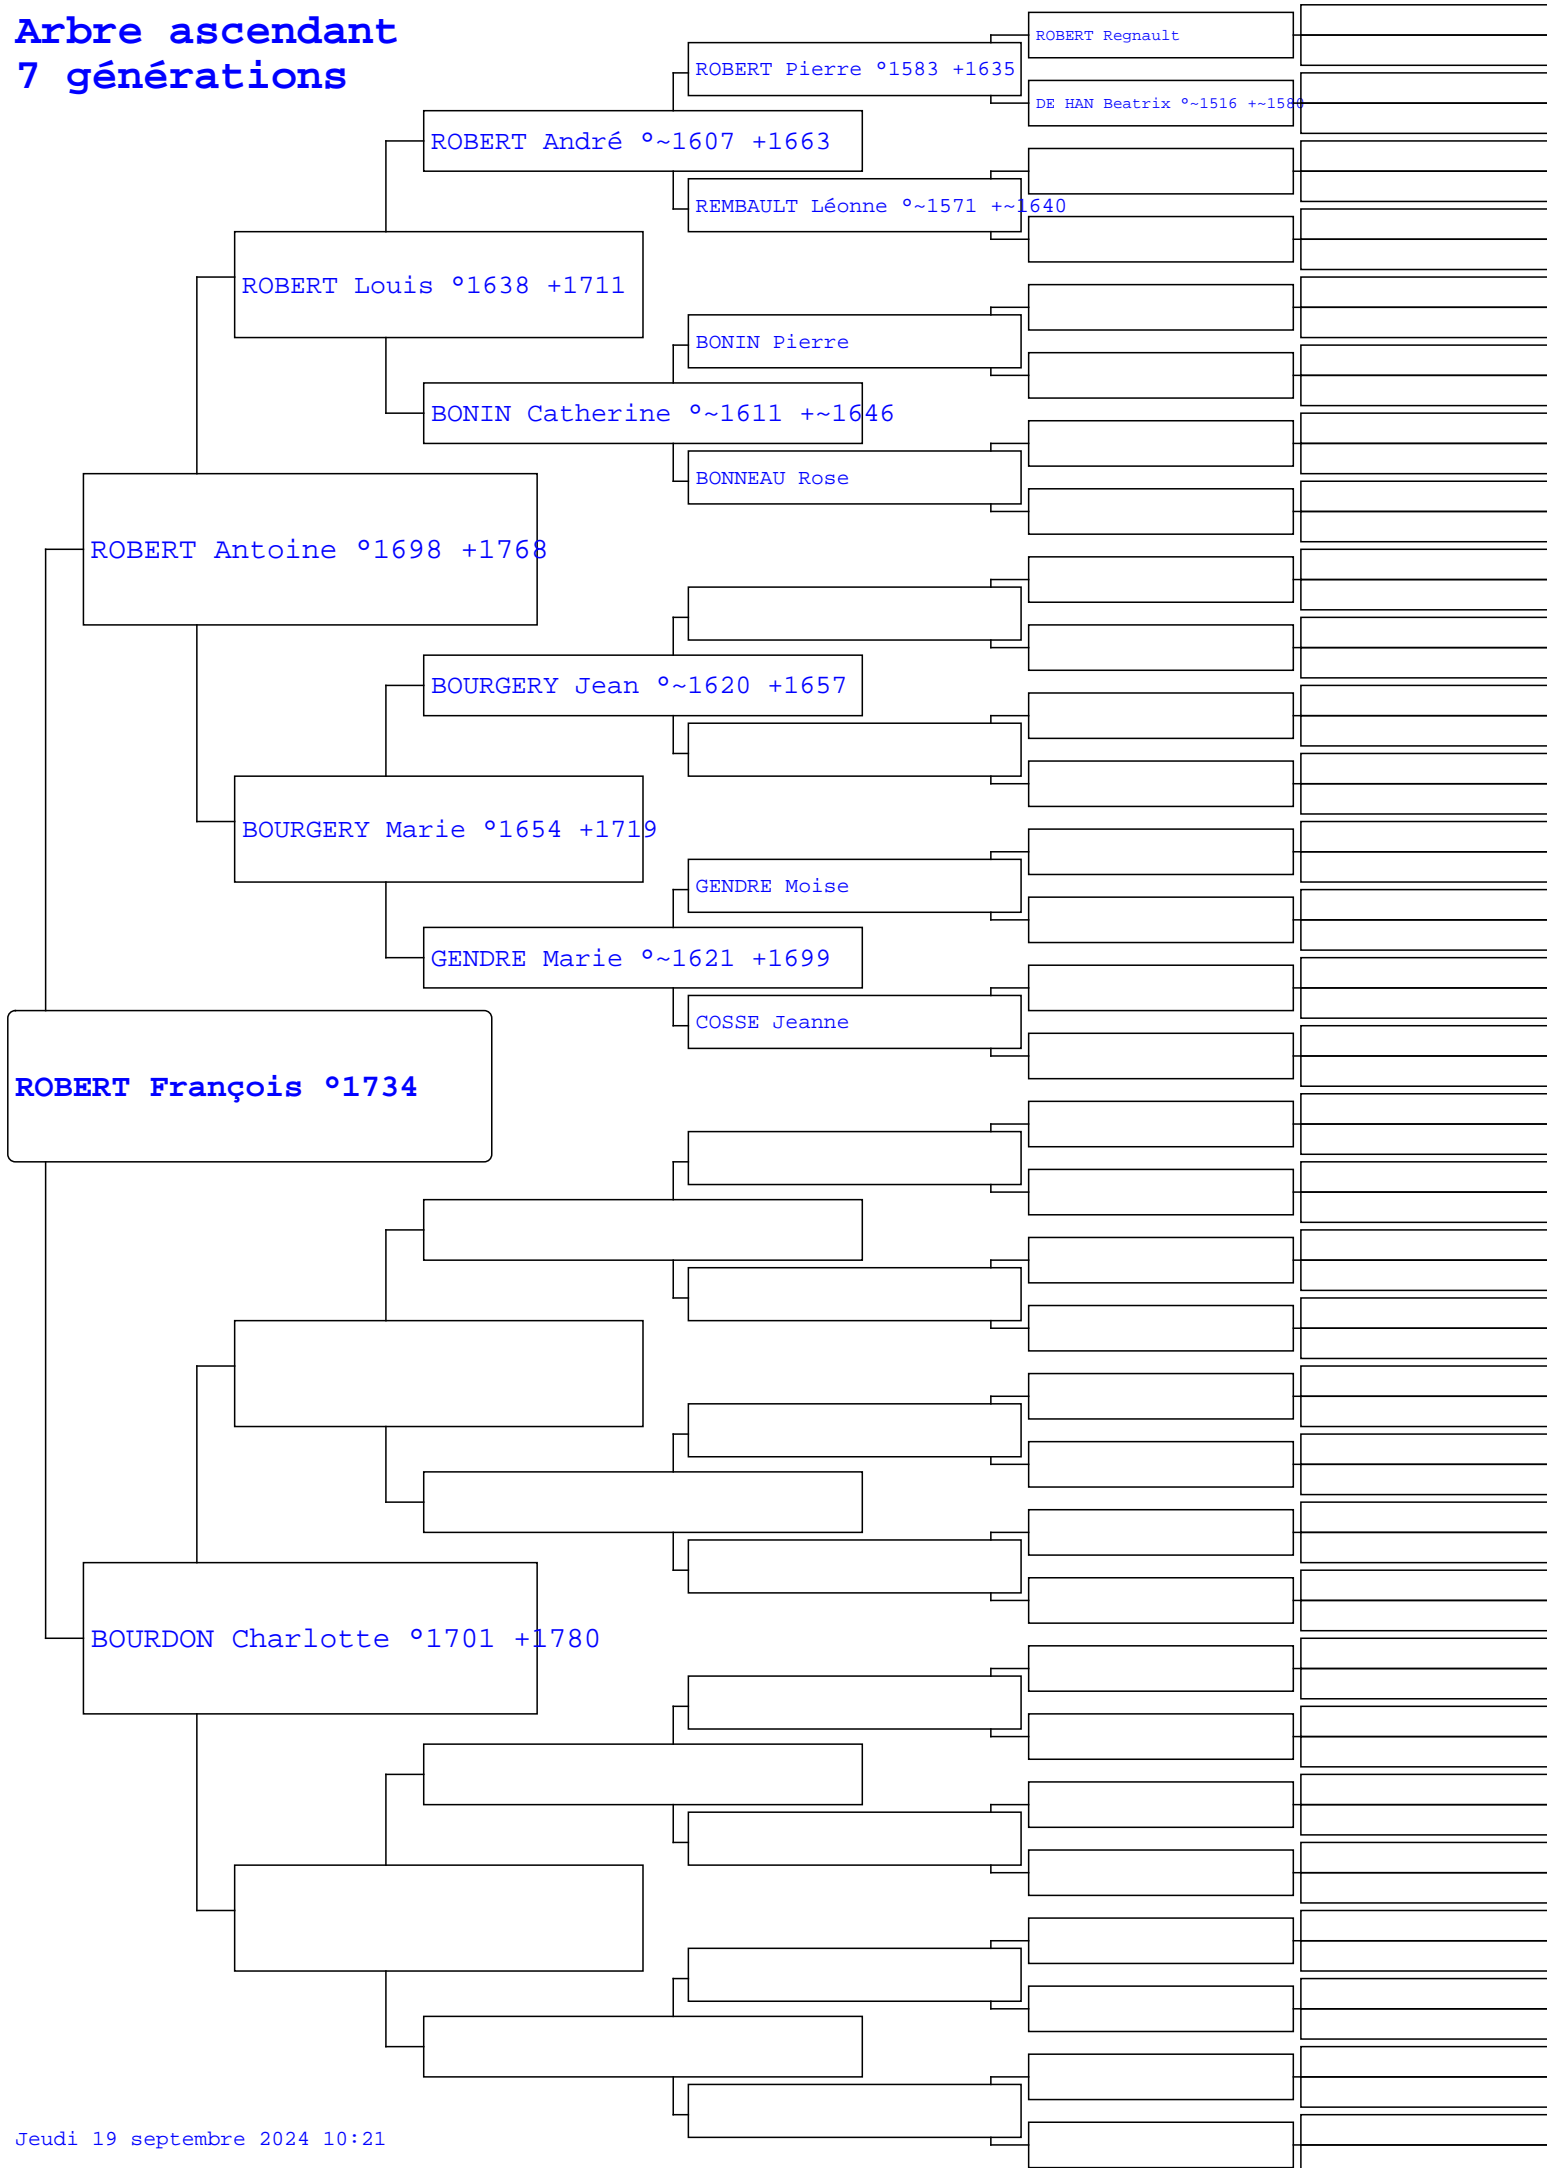 Arbre ascendant
7 générations
ROBERT Regnault
ROBERT Pierre °1583 +1635
DE HAN Beatrix °~1516 +~1580
ROBERT André °~1607 +1663
REMBAULT Léonne °~1571 +~1640
ROBERT Louis °1638 +1711
BONIN Pierre
BONIN Catherine °~1611 +~1646
BONNEAU Rose
ROBERT Antoine °1698 +1768
BOURGERY Jean °~1620 +1657
BOURGERY Marie °1654 +1719
GENDRE Moise
GENDRE Marie °~1621 +1699
COSSE Jeanne
ROBERT François °1734
BOURDON Charlotte °1701 +1780
Jeudi 19 septembre 2024 10:21